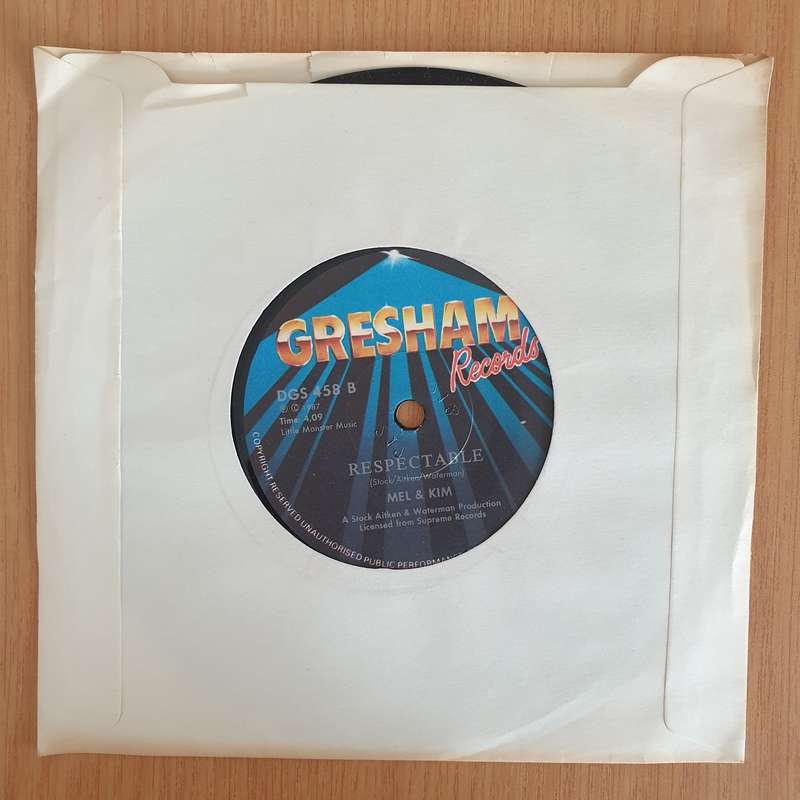 GRESHAM
Records
DGS 458 B
℗ © 1987
Time: 4,09
Little Monster Music
RESPECTABLE
(Stock/Aitken/Waterman)
MEL & KIM
A Stock Aitken & Waterman Production
Licensed from Supreme Records
COPYRIGHT RESERVED UNAUTHORISED PUBLIC